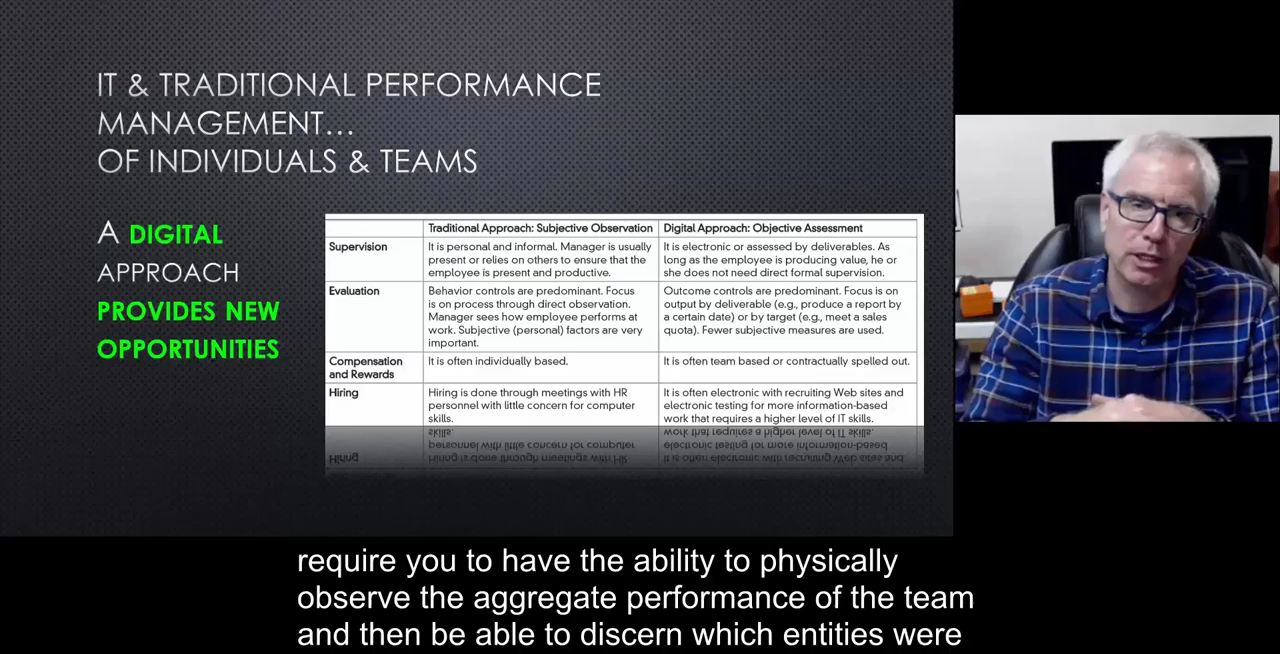 IT & TRADITIONAL PERFORMANCE
MANAGEMENT...
OF INDIVIDUALS & TEAMS
A DIGITAL
APPROACH
PROVIDES NEW
OPPORTUNITIES
Traditional Approach: Subjective Observation
Digital Approach: Objective Assessment
Supervision
It is personal and informal. Manager is usually
present or relies on others to ensure that the
employee is present and productive.
It is electronic or assessed by deliverables. As
long as the employee is producing value, he or
she does not need direct formal supervision.
Evaluation
Behavior controls are predominant. Focus
is on process through direct observation.
Manager sees how employee performs at
work. Subjective (personal) factors are very
important.
Outcome controls are predominant. Focus is on
output by deliverable (e.g., produce a report by
a certain date) or by target (e.g., meet a sales
quota). Fewer subjective measures are used.
Compensation
and Rewards
It is often individually based.
It is often team based or contractually spelled out.
Hiring
Hiring is done through meetings with HR
personnel with little concern for computer
skills.
It is often electronic with recruiting Web sites and
electronic testing for more information-based
work that requires a higher level of IT skills.
require you to have the ability to physically
observe the aggregate performance of the team
and then be able to discern which entities were